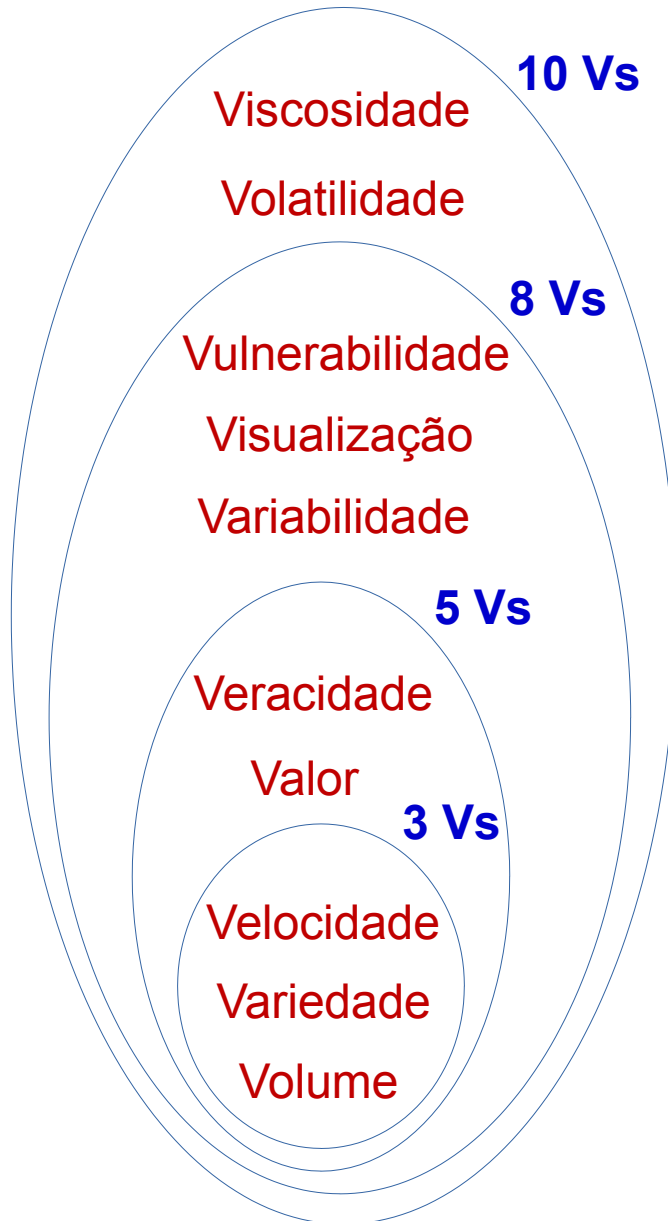 10 Vs
Viscosidade
Volatilidade
8 Vs
Vulnerabilidade
Visualização
Variabilidade
5 Vs
Veracidade
Valor
3 Vs
Velocidade
Variedade
Volume